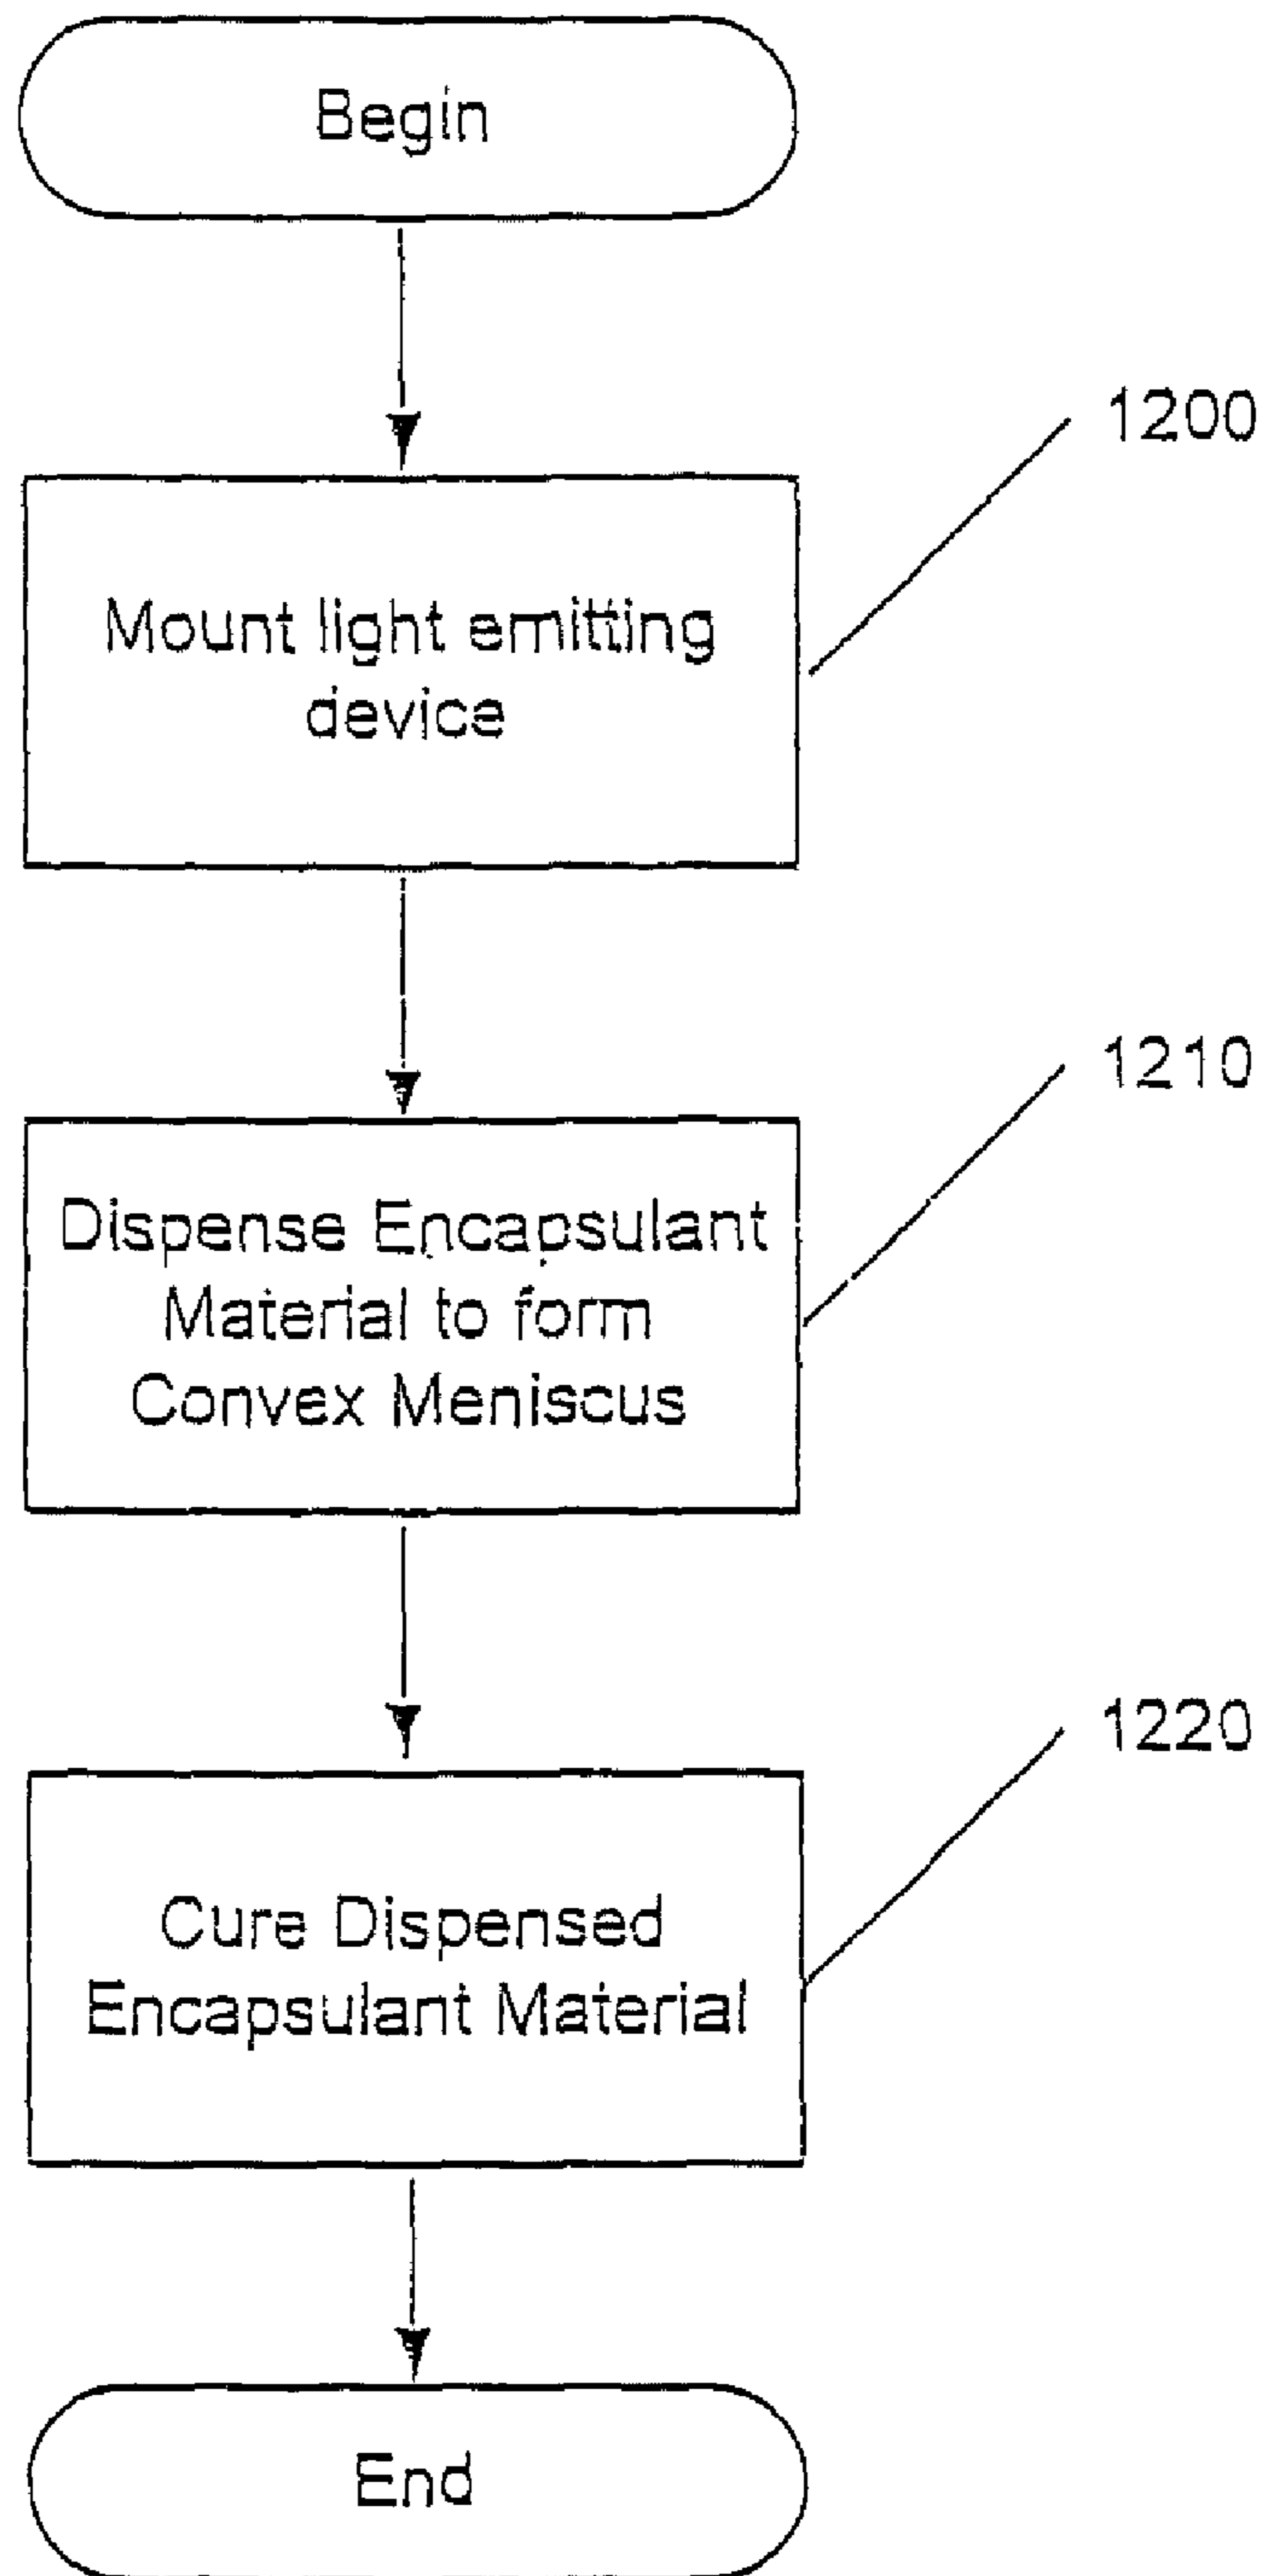 Begin
1200
Mount light emitting
device
1210
Dispense Encapsulant
Material to form
Convex Meniscus
1220
Cure Dispensed
Encapsulant Material
End